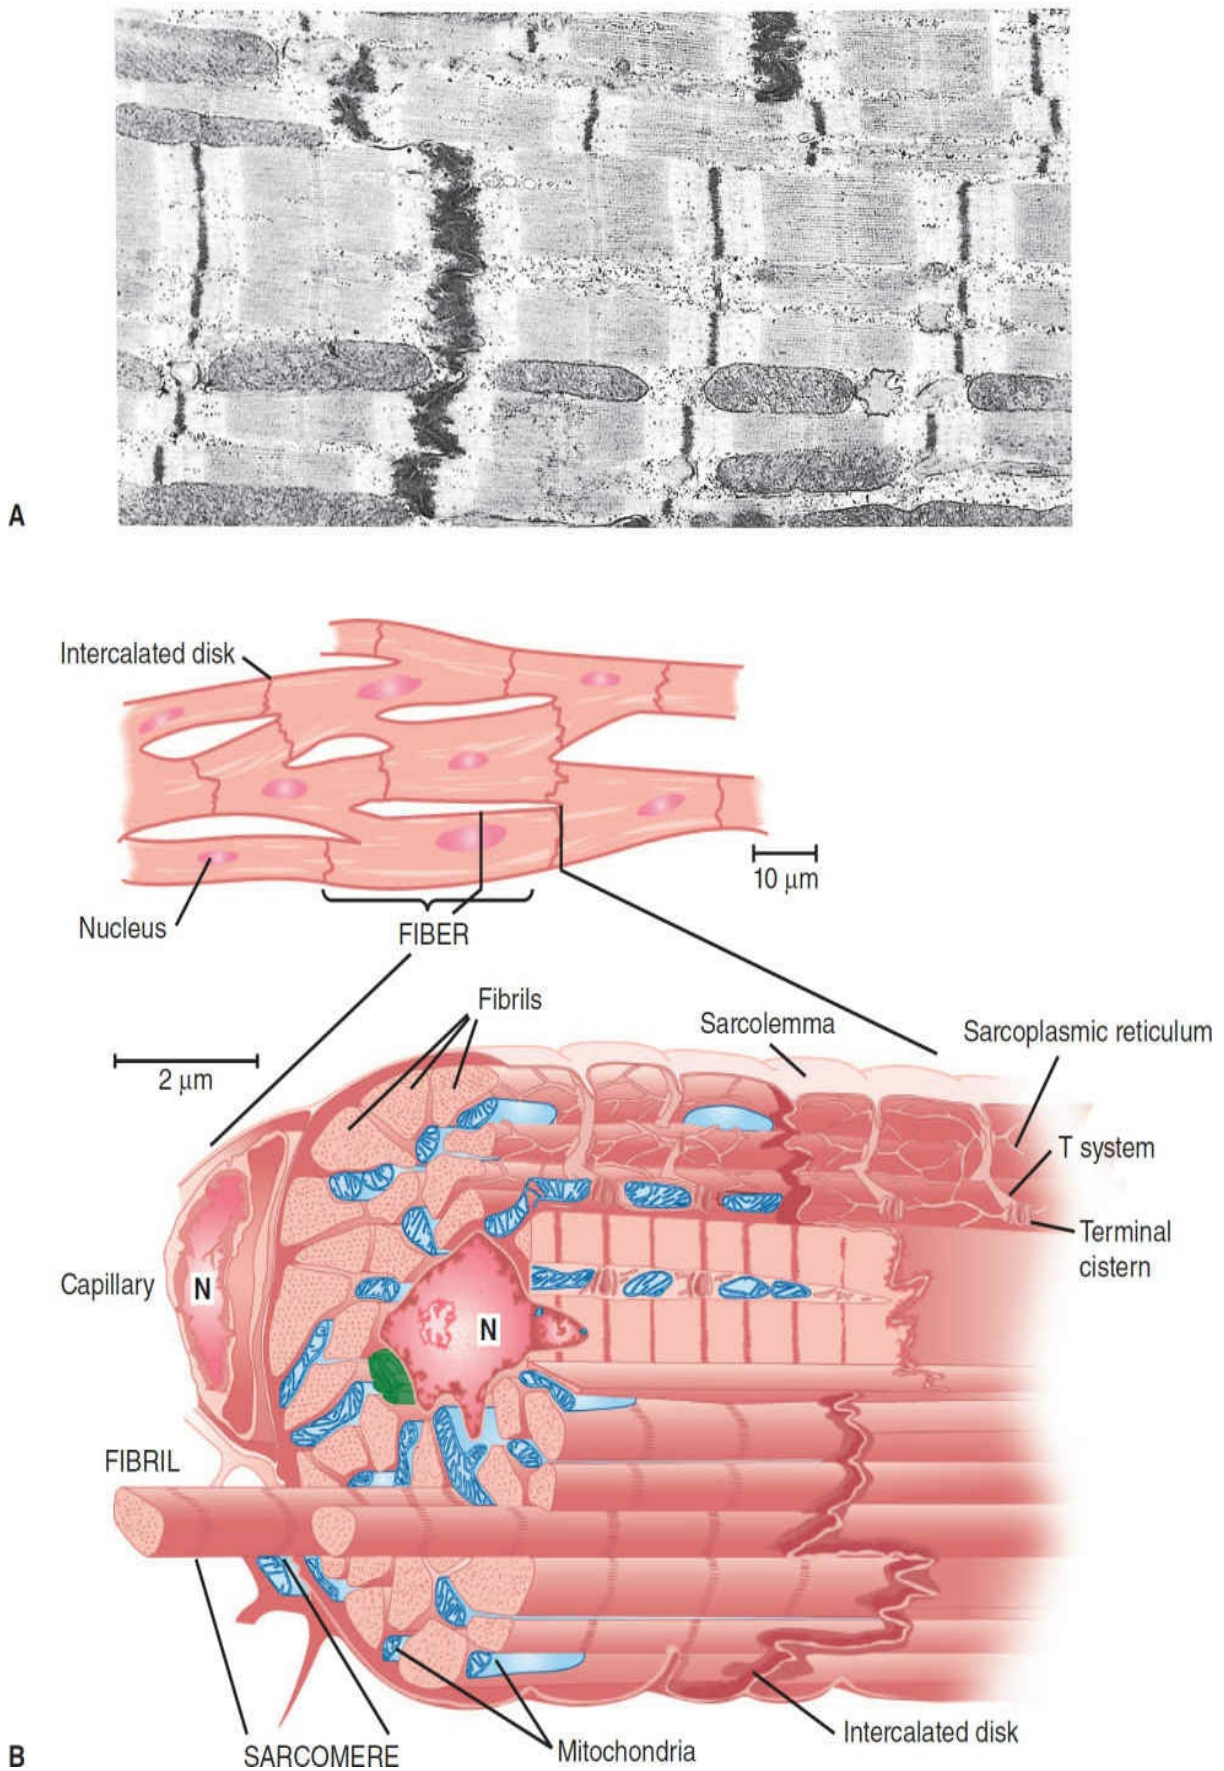 A
Intercalated disk
10 μm
Nucleus
FIBER
Fibrils
Sarcolemma
Sarcoplasmic reticulum
2 μm
T system
Terminal
cistern
Capillary
N
N
FIBRIL
SARCOMERE
Mitochondria
Intercalated disk
B